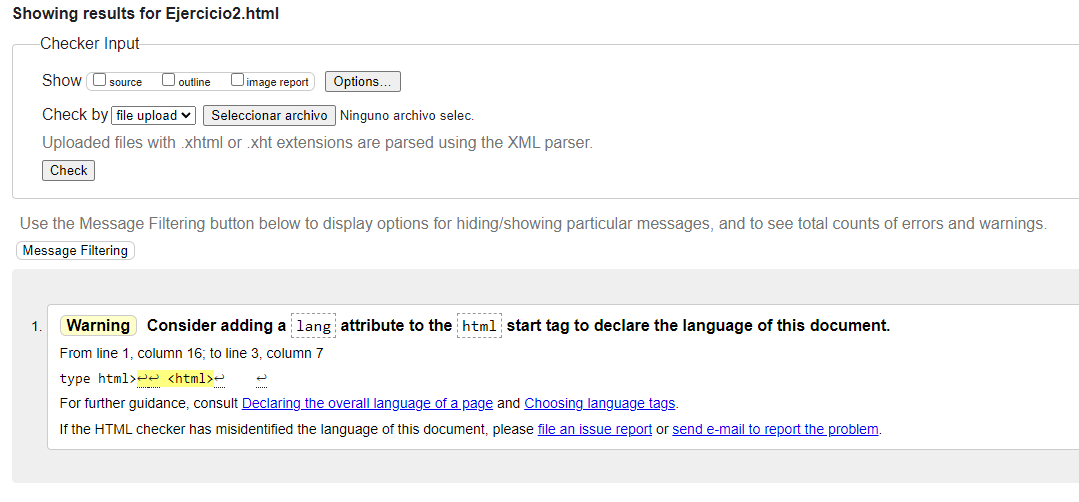 Showing results for Ejercicio2.html
Checker Input
Show source outline image report Options...
Check by file upload Seleccionar archivo Ninguno archivo selec.
Uploaded files with .xhtml or .xht extensions are parsed using the XML parser.
Check
Use the Message Filtering button below to display options for hiding/showing particular messages, and to see total counts of errors and warnings.
Message Filtering
1. Warning Consider adding a lang attribute to the html start tag to declare the language of this document.
From line 1, column 16; to line 3, column 7
type html>↩↩ <html>↩ ↩
For further guidance, consult Declaring the overall language of a page and Choosing language tags.
If the HTML checker has misidentified the language of this document, please file an issue report or send e-mail to report the problem.